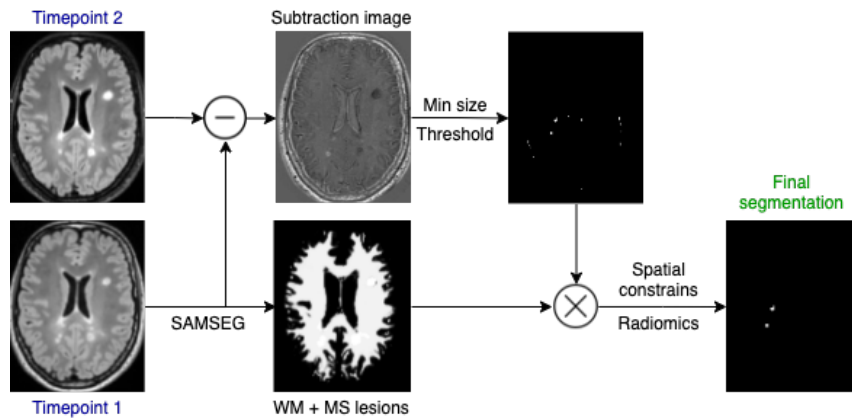 Timepoint 2
Subtraction image
Min size
Threshold
Final
segmentation
SAMSEG
Spatial
constrains
Radiomics
Timepoint 1
WM + MS lesions